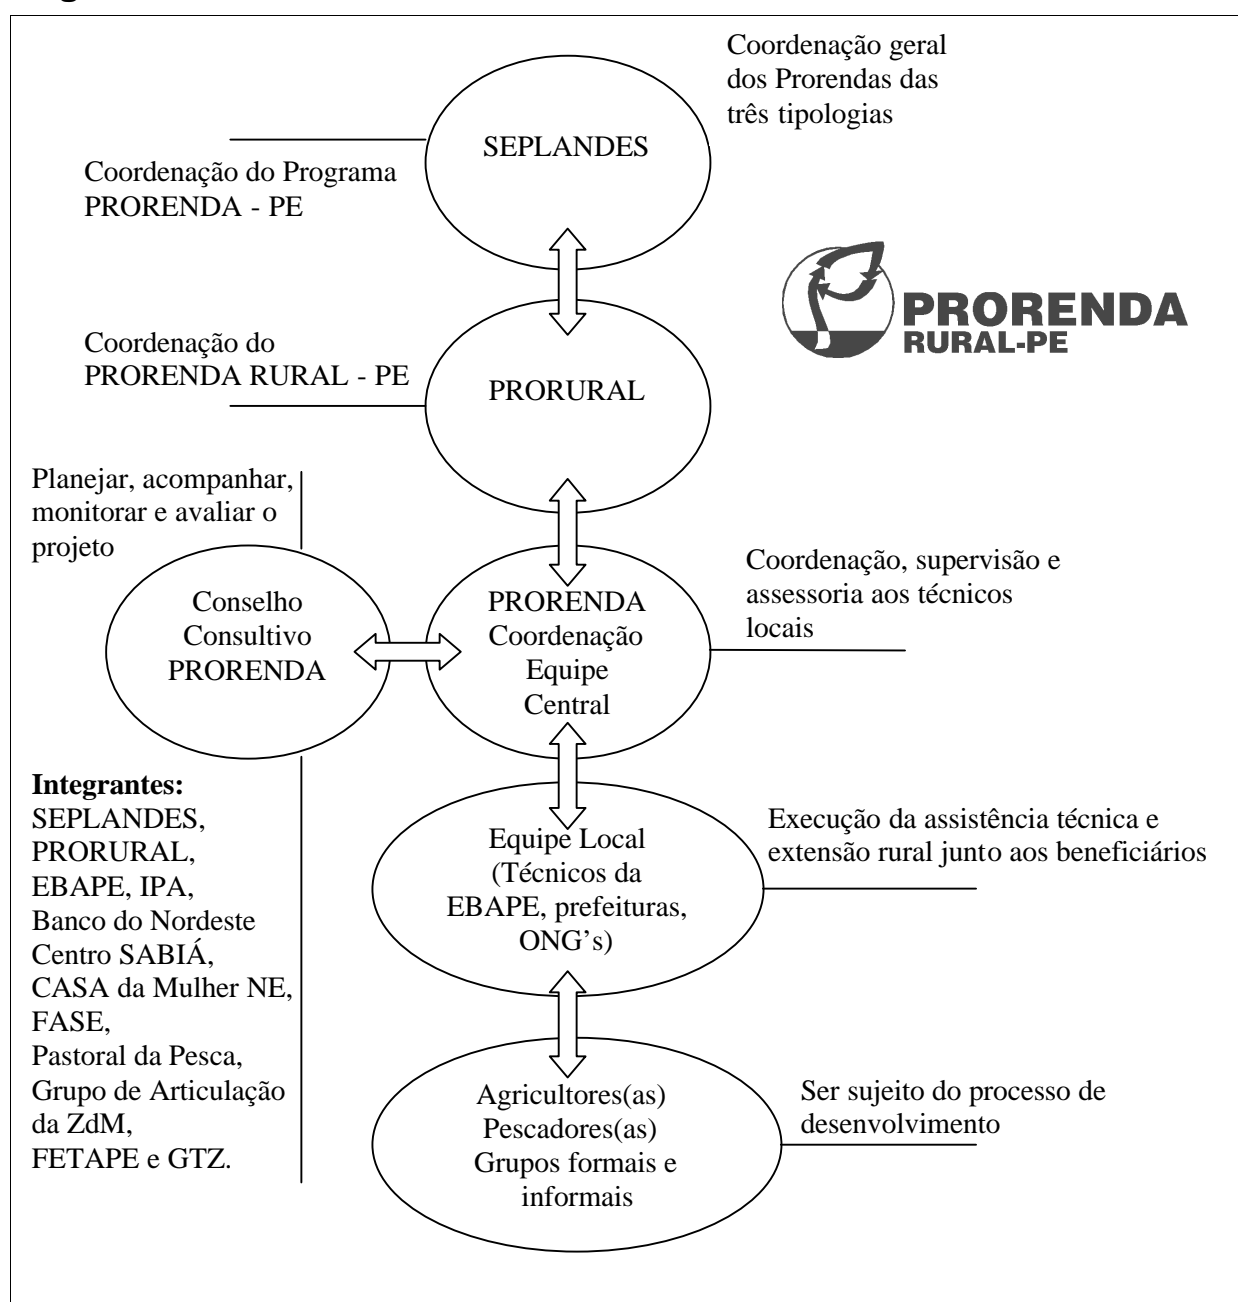 Coordenação geral
dos Prorendas das
três tipologias
SEPLANDES
Coordenação do Programa
PRORENDA - PE
PRORENDA
RURAL-PE
Coordenação do
PRORENDA RURAL - PE
PRORURAL
Planejar, acompanhar,
monitorar e avaliar o
projeto
Conselho
Consultivo
PRORENDA
PRORENDA
Coordenação
Equipe
Central
Coordenação, supervisão e
assessoria aos técnicos
locais
Integrantes:
SEPLANDES,
PRORURAL,
EBAPE, IPA,
Banco do Nordeste
Centro SABIÁ,
CASA da Mulher NE,
FASE,
Pastoral da Pesca,
Grupo de Articulação
da ZdM,
FETAPE e GTZ.
Equipe Local
(Técnicos da
EBAPE, prefeituras,
ONG’s)
Execução da assistência técnica e
extensão rural junto aos beneficiários
Agricultores(as)
Pescadores(as)
Grupos formais e
informais
Ser sujeito do processo de
desenvolvimento